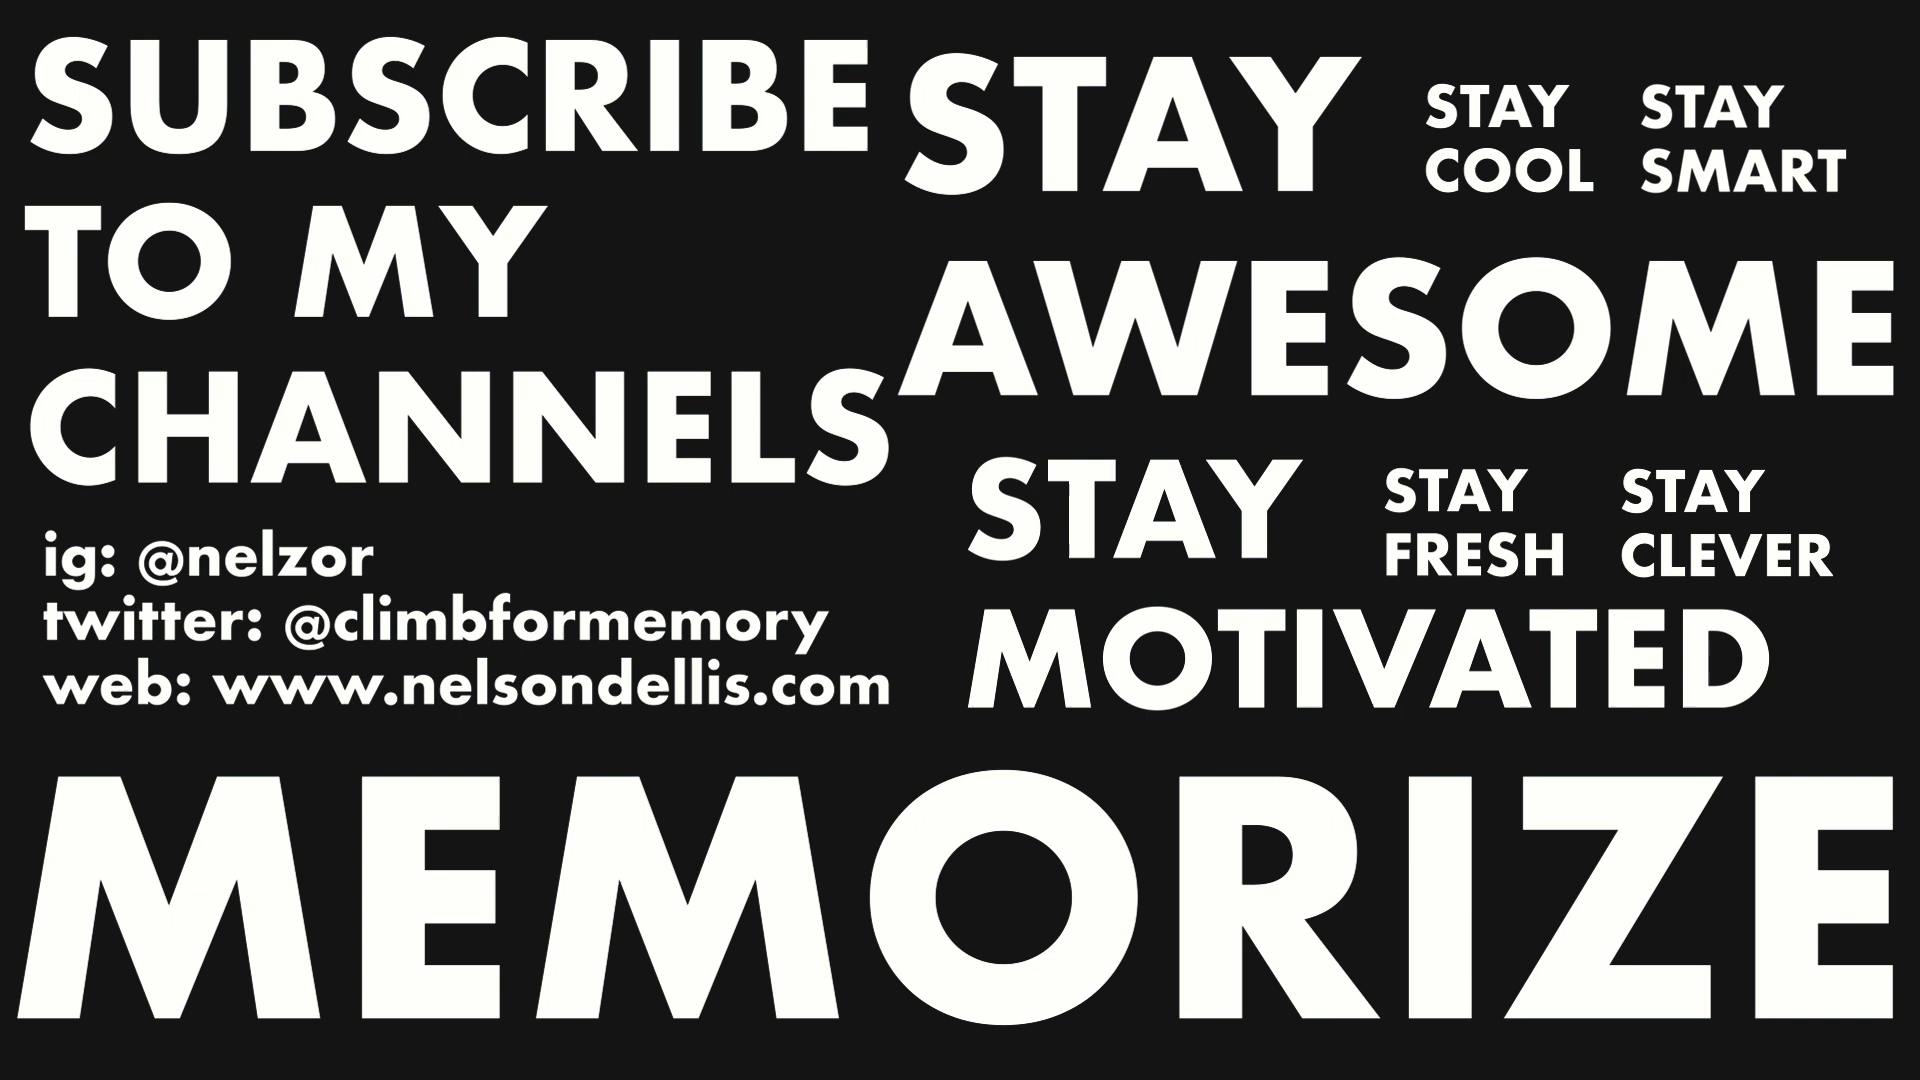 SUBSCRIBE
TO MY
CHANNELS
ig: @nelzor
twitter: @climbformemory
web: www.nelsondellis.com
STAY
AWESOME
STAY
COOL
STAY
SMART
STAY
MOTIVATED
STAY
FRESH
STAY
CLEVER
MEMORIZE